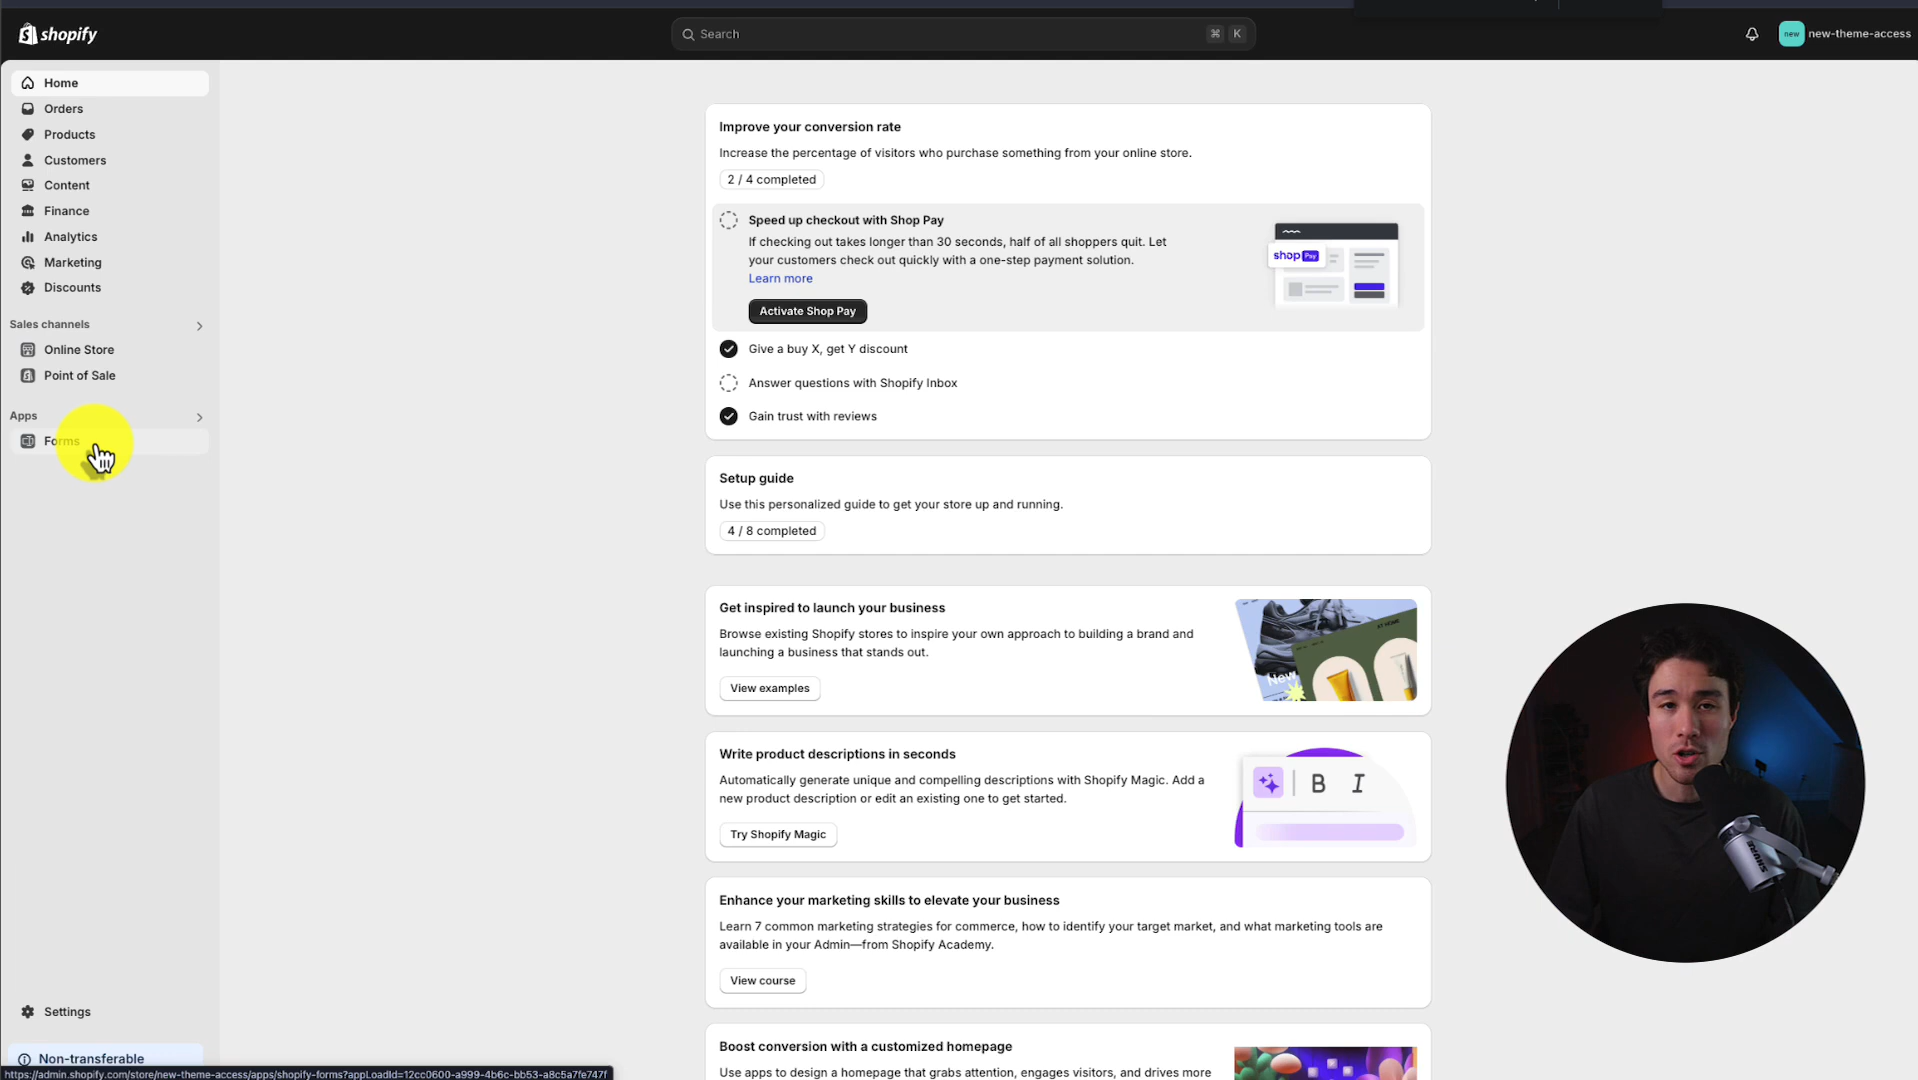 shopify
Search
⌘ K
new new-theme-access
Home
Orders
Products
Customers
Content
Finance
Analytics
Marketing
Discounts
Sales channels
Online Store
Point of Sale
Apps
Forms
Settings
Non-transferable
https://admin.shopify.com/store/new-theme-access/apps/shopify-forms?appLoadId=12cc0600-a999-4b6c-bb53-a8c5a7fe747f
Improve your conversion rate
Increase the percentage of visitors who purchase something from your online store.
2 / 4 completed
Speed up checkout with Shop Pay
If checking out takes longer than 30 seconds, half of all shoppers quit. Let
your customers check out quickly with a one-step payment solution.
Learn more
Activate Shop Pay
shop Pay
Give a buy X, get Y discount
Answer questions with Shopify Inbox
Gain trust with reviews
Setup guide
Use this personalized guide to get your store up and running.
4 / 8 completed
Get inspired to launch your business
Browse existing Shopify stores to inspire your own approach to building a brand and
launching a business that stands out.
View examples
New
Write product descriptions in seconds
Automatically generate unique and compelling descriptions with Shopify Magic. Add a
new product description or edit an existing one to get started.
Try Shopify Magic
B I
Enhance your marketing skills to elevate your business
Learn 7 common marketing strategies for commerce, how to identify your target market, and what marketing tools are
available in your Admin—from Shopify Academy.
View course
Boost conversion with a customized homepage
Use apps to design a homepage that grabs attention, engages visitors, and drives more
SHURE